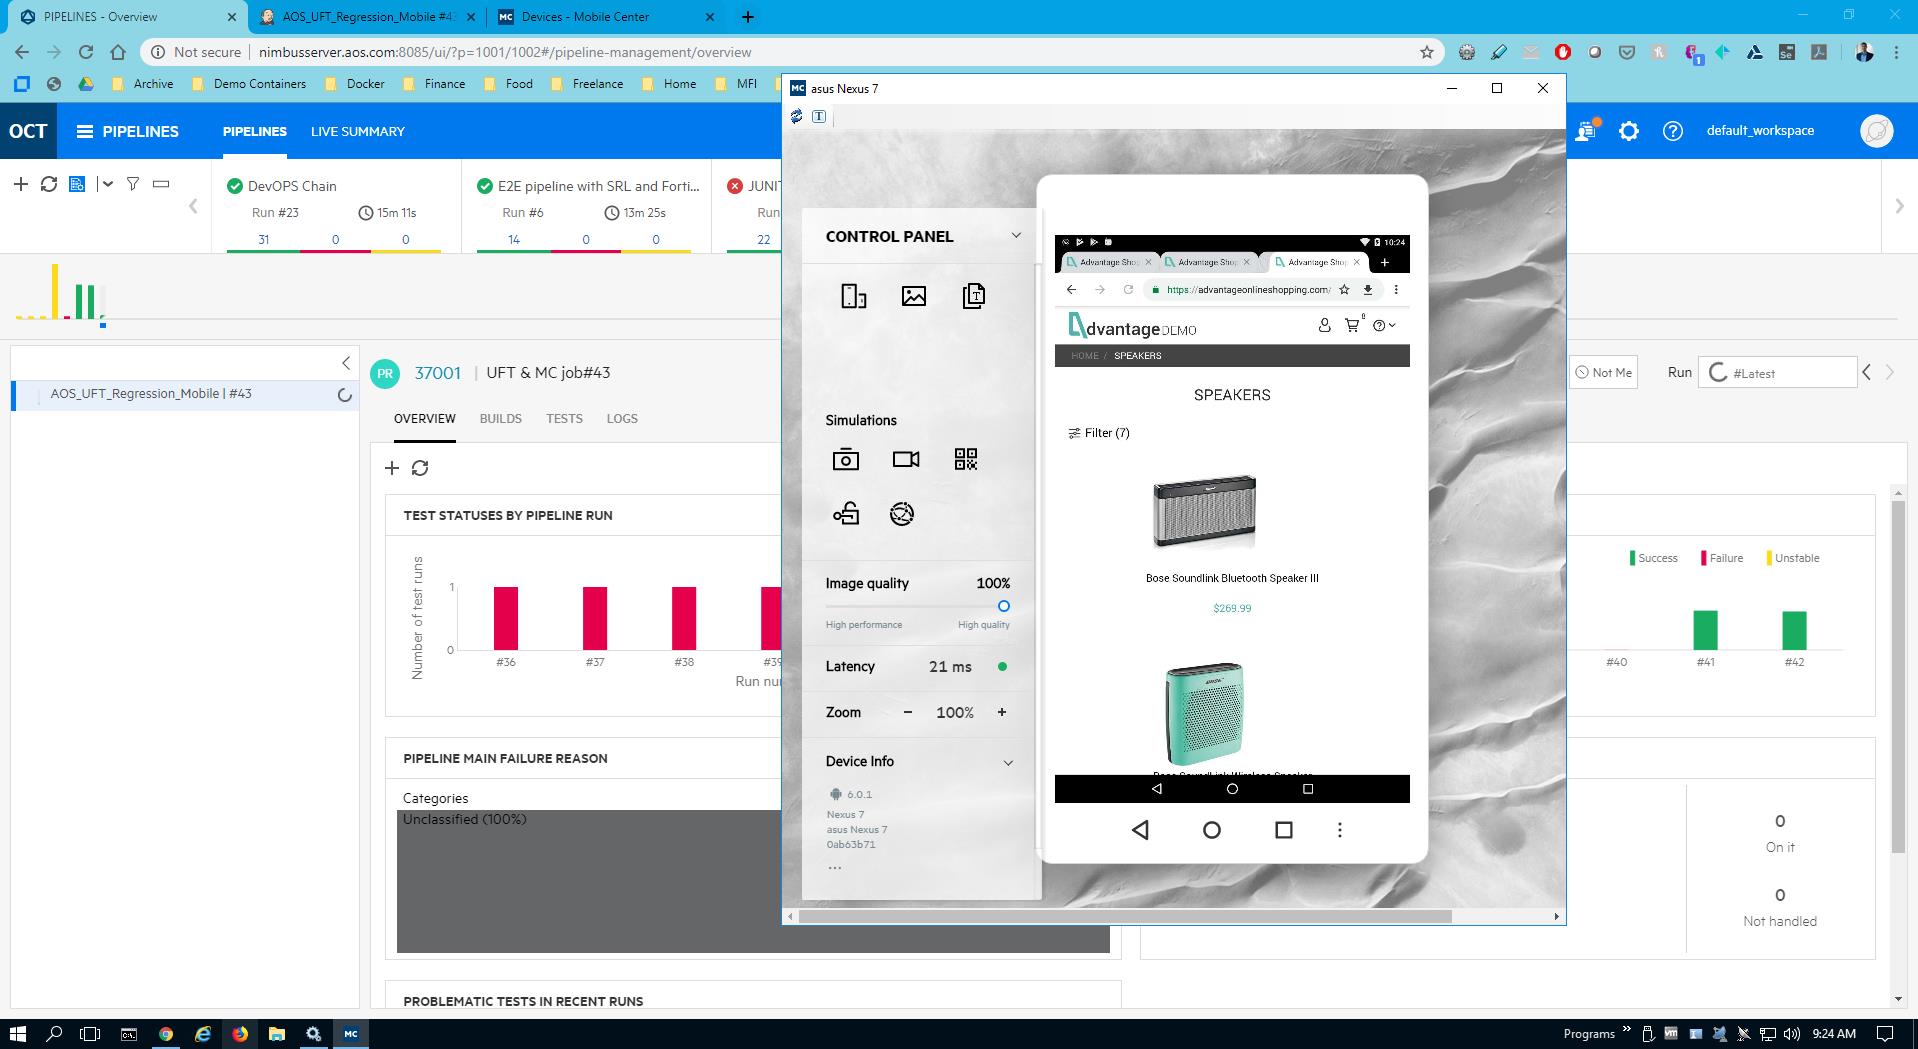 PIPELINES - Overview
AOS_UFT_Regression_Mobile #43
MC Devices - Mobile Center
Not secure | nimbusserver.aos.com:8085/ui/?p=1001/1002#/pipeline-management/overview
1
Se
Archive
Demo Containers
Docker
Finance
Food
Freelance
Home
MFI
MC asus Nexus 7
T
OCT
PIPELINES
PIPELINES
LIVE SUMMARY
default_workspace
DevOPS Chain
Run #23
15m 11s
31
0
0
E2E pipeline with SRL and Forti...
Run #6
13m 25s
14
0
0
JUNI
Run
22
AOS_UFT_Regression_Mobile | #43
PR
37001 | UFT & MC job#43
OVERVIEW
BUILDS
TESTS
LOGS
Not Me
Run
#Latest
TEST STATUSES BY PIPELINE RUN
Number of test runs
1
0
#36
#37
#38
#39
Run nu
Success
Failure
Unstable
#40
#41
#42
PIPELINE MAIN FAILURE REASON
Categories
Unclassified (100%)
0
On it
0
Not handled
PROBLEMATIC TESTS IN RECENT RUNS
CONTROL PANEL
T
Simulations
Image quality
100%
High performance
High quality
Latency
21 ms
Zoom
− 100% +
Device Info
6.0.1
Nexus 7
asus Nexus 7
0ab63b71
...
10:24
Advantage Shop
Advantage Shop
Advantage Shop
https://advantageonlineshopping.com/
dvantage DEMO
HOME / SPEAKERS
SPEAKERS
Filter (7)
Bose Soundlink Bluetooth Speaker III
$269.99
Bose SoundLink Wireless Speaker
Programs
MC
9:24 AM